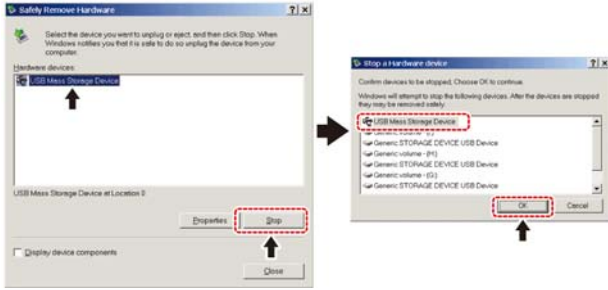 Safely Remove Hardware
Select the device you want to unplug or eject, and then click Stop. When
Windows notifies you that it is safe to do so unplug the device from your
computer.
Hardware devices:
USB Mass Storage Device
USB Mass Storage Device at Location 0
Properties
Stop
Display device components
Close
Stop a Hardware device
Confirm devices to be stopped, Choose OK to continue.
Windows will attempt to stop the following devices. After the devices are stopped
they may be removed safely.
USB Mass Storage Device
Generic volume - (I:)
Generic STORAGE DEVICE USB Device
Generic volume - (H:)
Generic STORAGE DEVICE USB Device
Generic volume - (G:)
Generic STORAGE DEVICE USB Device
OK
Cancel